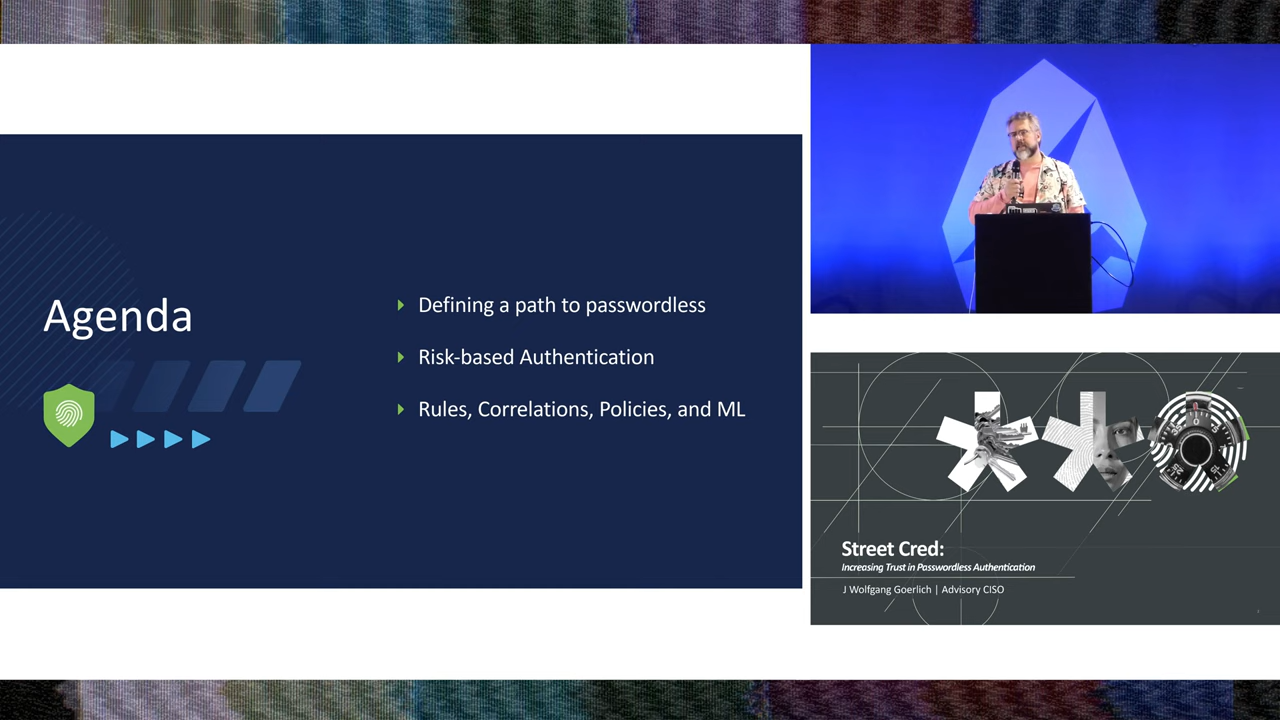 Agenda
Defining a path to passwordless
Risk-based Authentication
Rules, Correlations, Policies, and ML
Street Cred:
Increasing Trust in Passwordless Authentication
J Wolfgang Goerlich | Advisory CISO